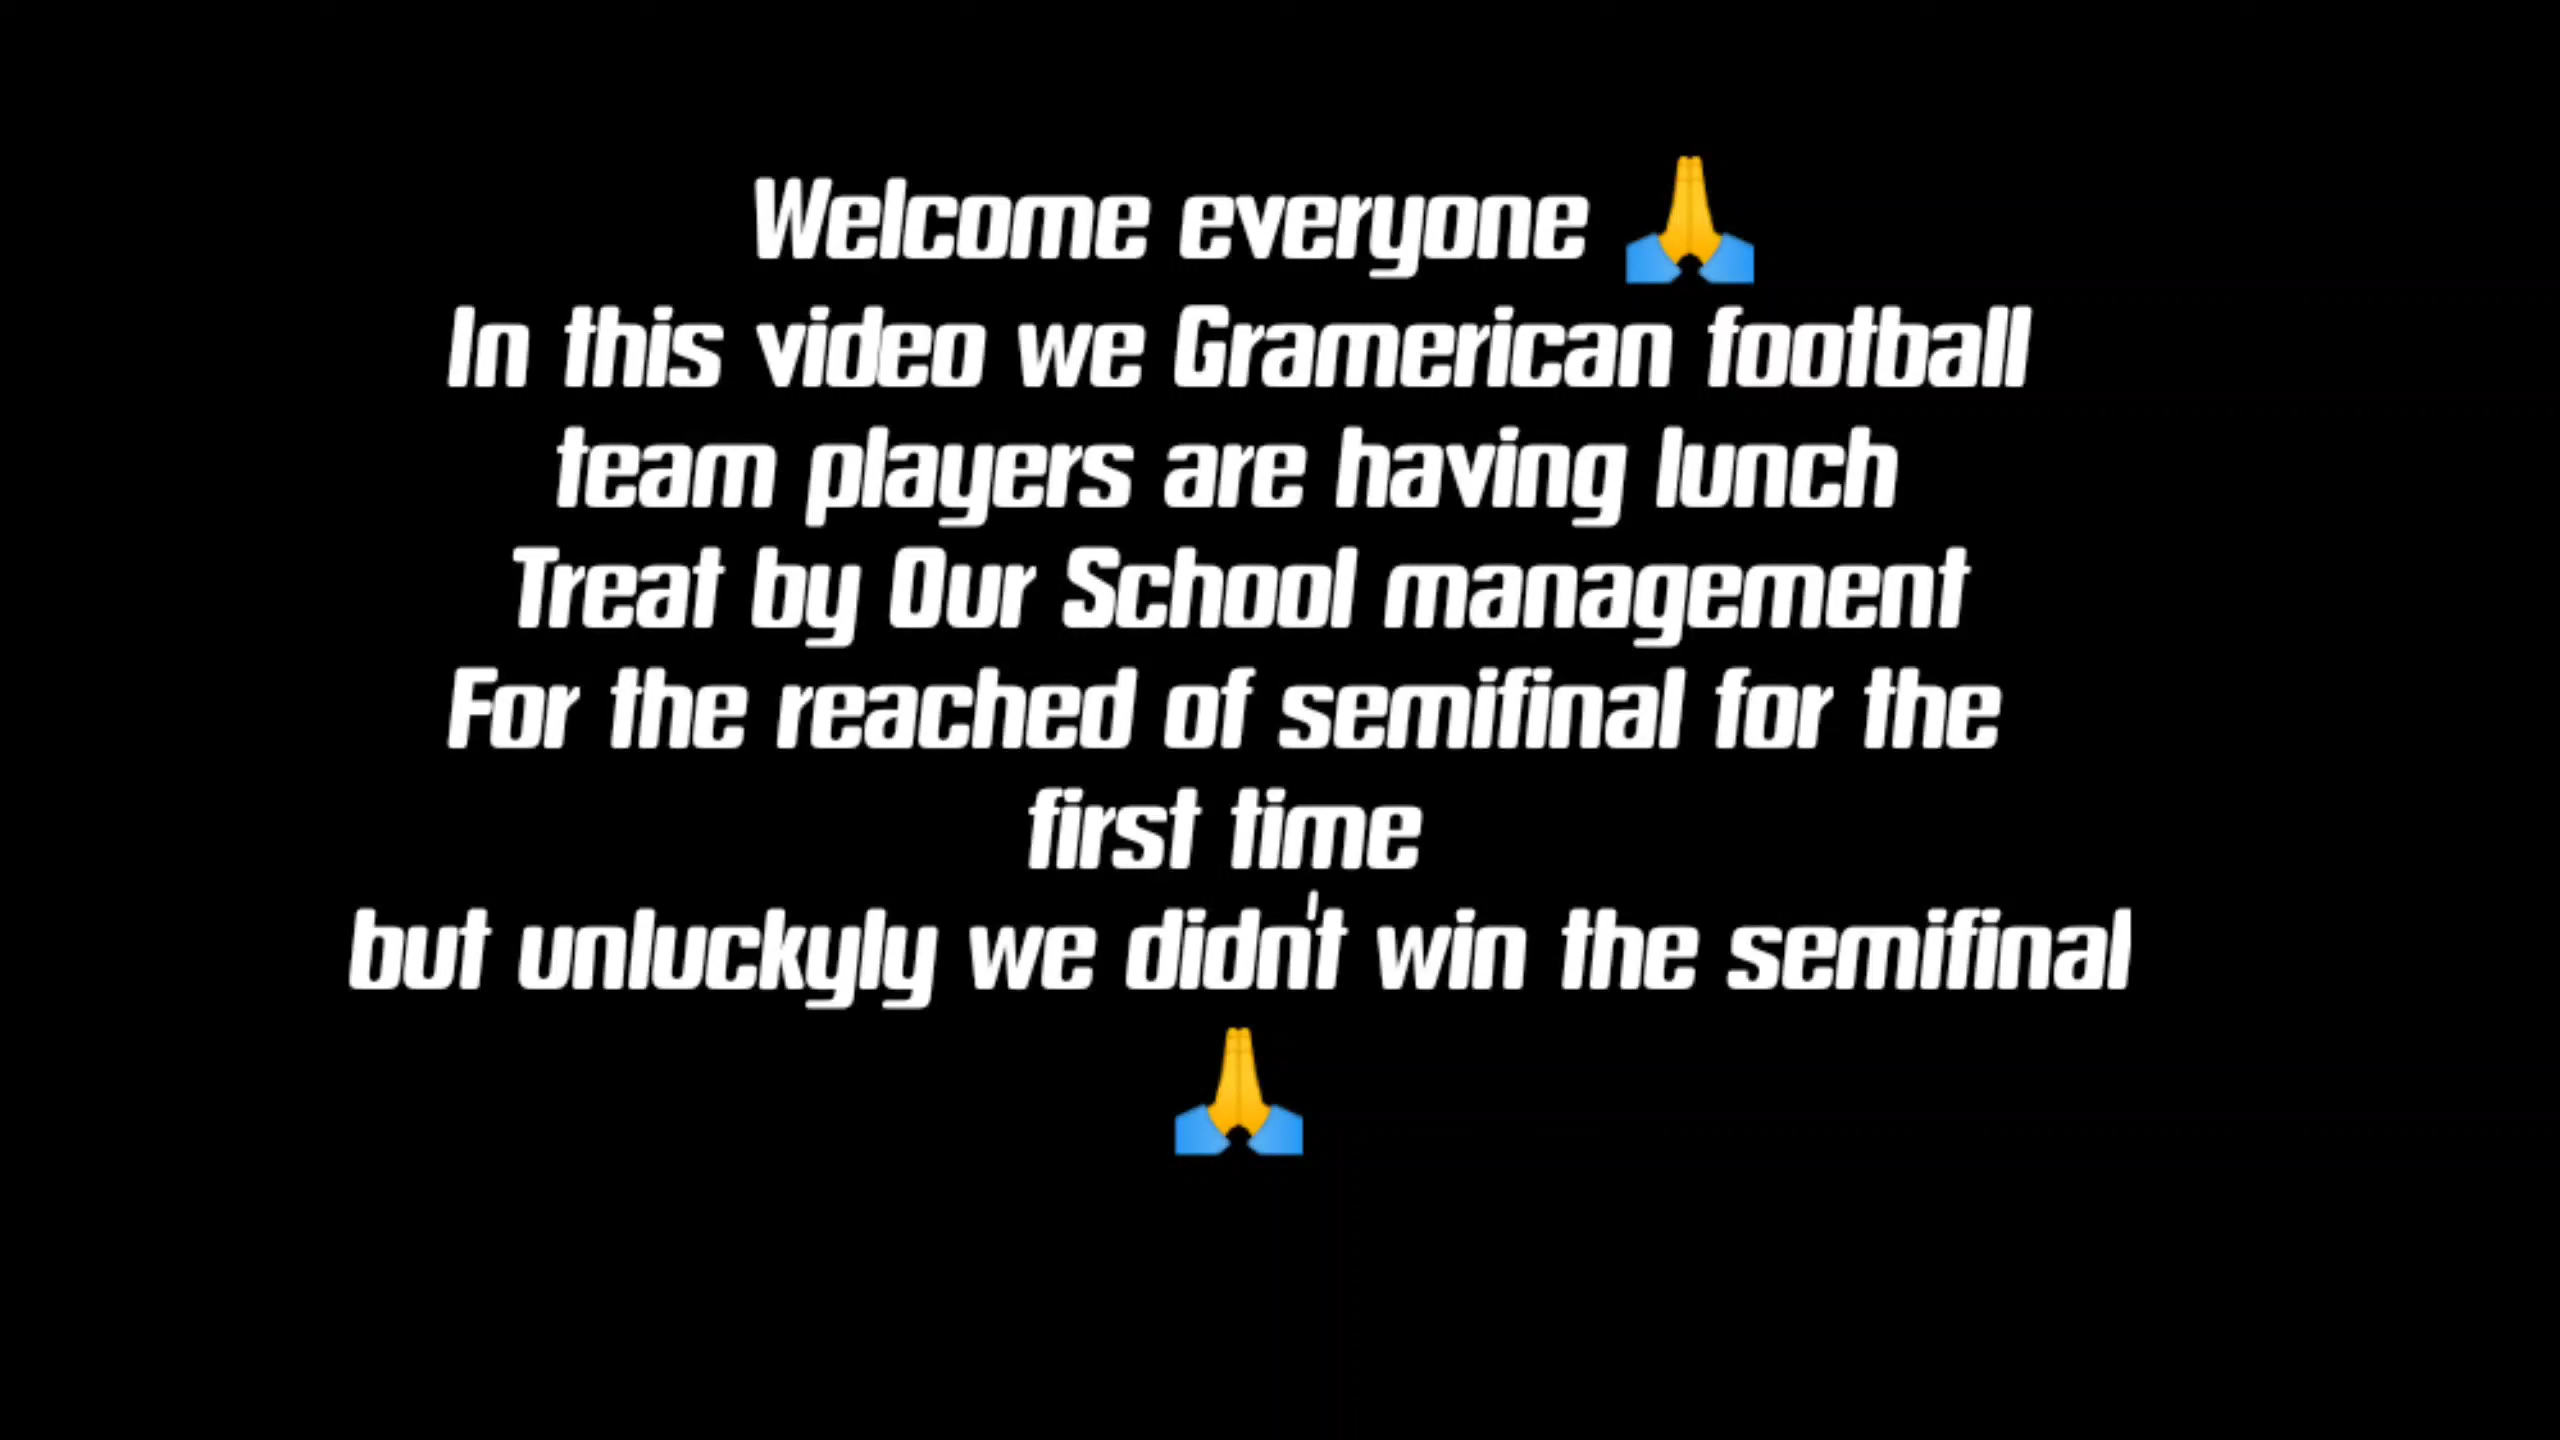 Welcome everyone 🙏
In this video we Gramerican football
team players are having lunch
Treat by Our School management
For the reached of semifinal for the
first time
but unluckyly we didn't win the semifinal
🙏